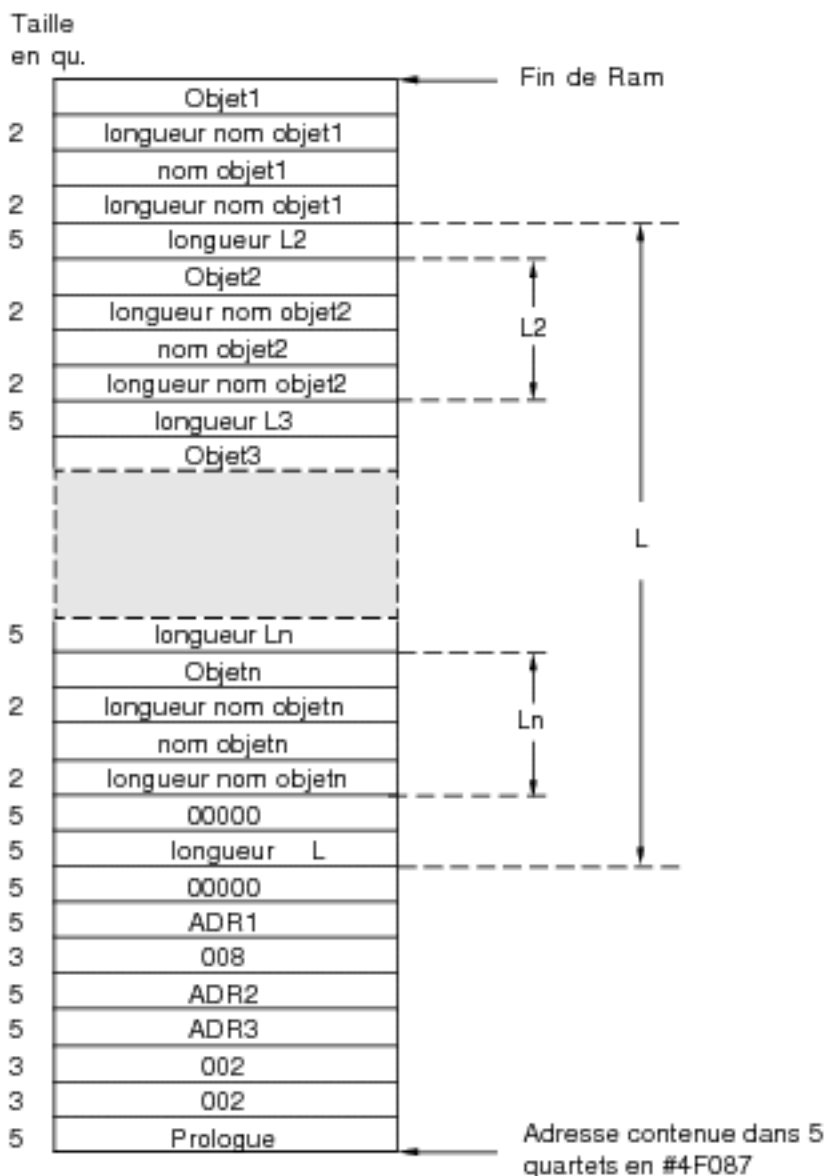 Taille
en qu.
Fin de Ram
Objet1
2 longueur nom objet1
nom objet1
2 longueur nom objet1
5 longueur L2
Objet2
2 longueur nom objet2
L2
nom objet2
2 longueur nom objet2
5 longueur L3
Objet3
L
5 longueur Ln
Objetn
2 longueur nom objetn
Ln
nom objetn
2 longueur nom objetn
5 00000
5 longueur L
5 00000
5 ADR1
3 008
5 ADR2
5 ADR3
3 002
3 002
5 Prologue
Adresse contenue dans 5
quartets en #4F087